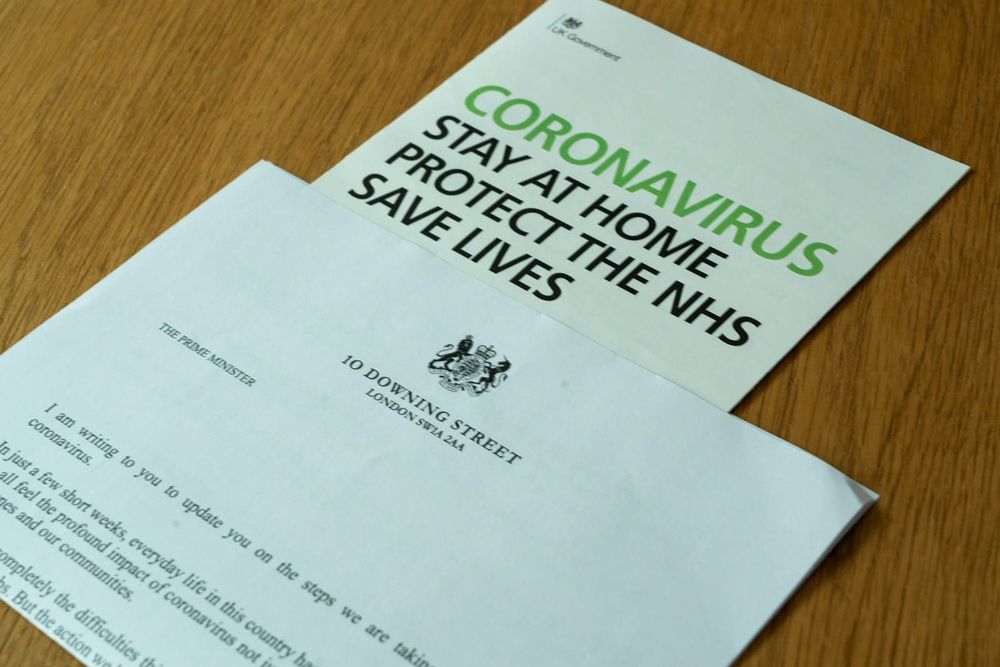 UK Government
CORONAVIRUS
STAY AT HOME
PROTECT THE NHS
SAVE LIVES
10 DOWNING STREET
LONDON SW1A 2AA
THE PRIME MINISTER
I am writing to you to update you on the steps we are taking
coronavirus.
In just a few short weeks, everyday life in this country
all feel the profound impact of coronavirus not
and our communities.
completely the difficulties
But the action